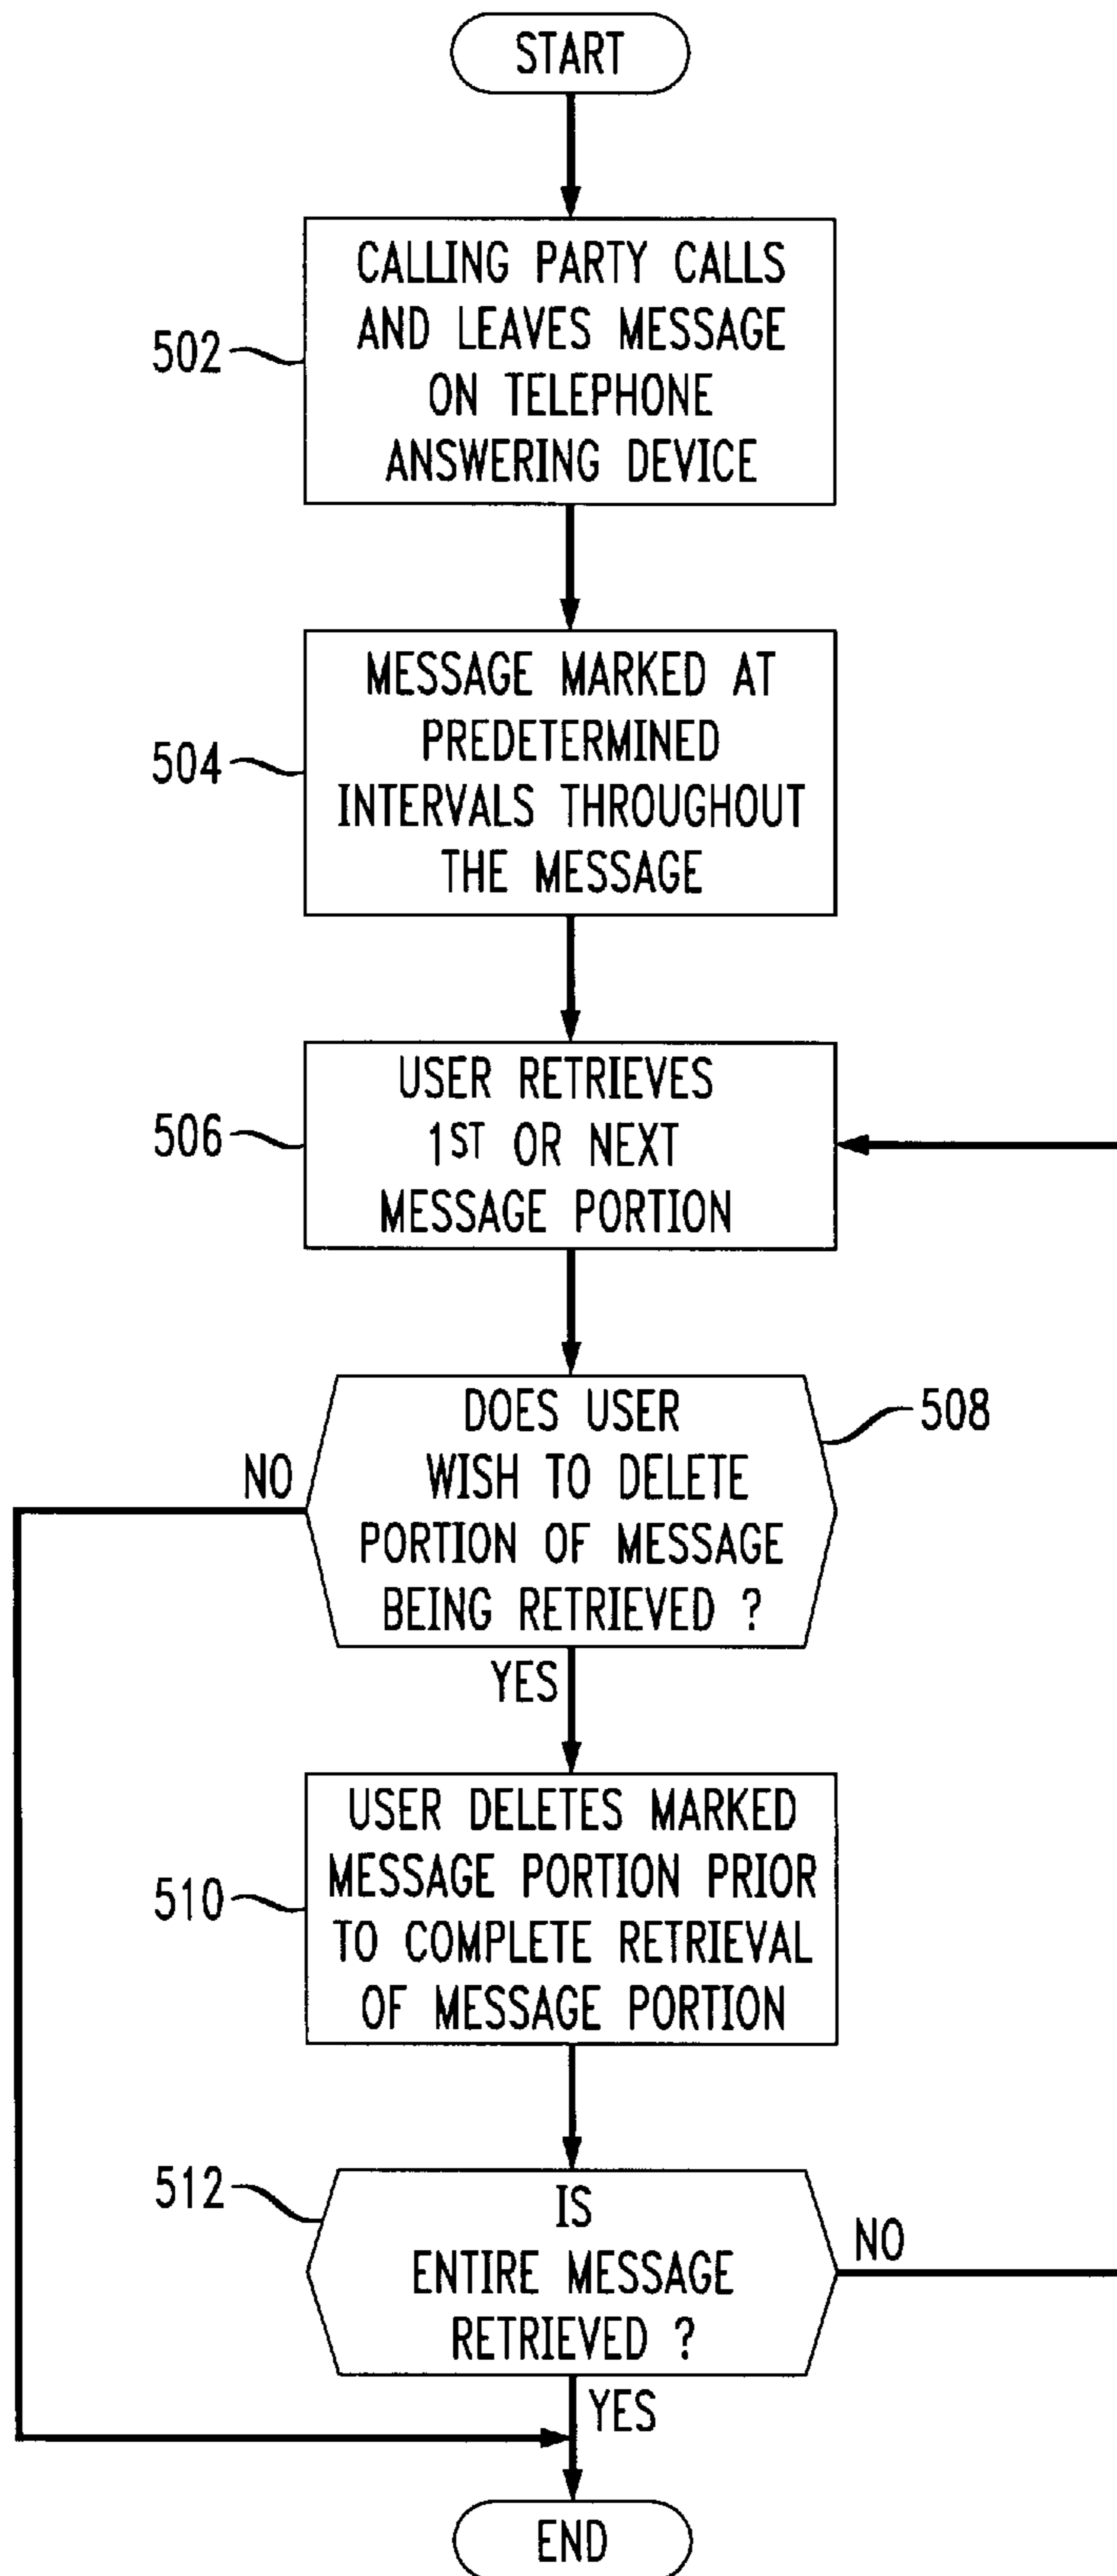 START
502
CALLING PARTY CALLS
AND LEAVES MESSAGE
ON TELEPHONE
ANSWERING DEVICE
504
MESSAGE MARKED AT
PREDETERMINED
INTERVALS THROUGHOUT
THE MESSAGE
506
USER RETRIEVES
1ST OR NEXT
MESSAGE PORTION
508
DOES USER
WISH TO DELETE
PORTION OF MESSAGE
BEING RETRIEVED ?
NO
YES
510
USER DELETES MARKED
MESSAGE PORTION PRIOR
TO COMPLETE RETRIEVAL
OF MESSAGE PORTION
512
IS
ENTIRE MESSAGE
RETRIEVED ?
NO
YES
END